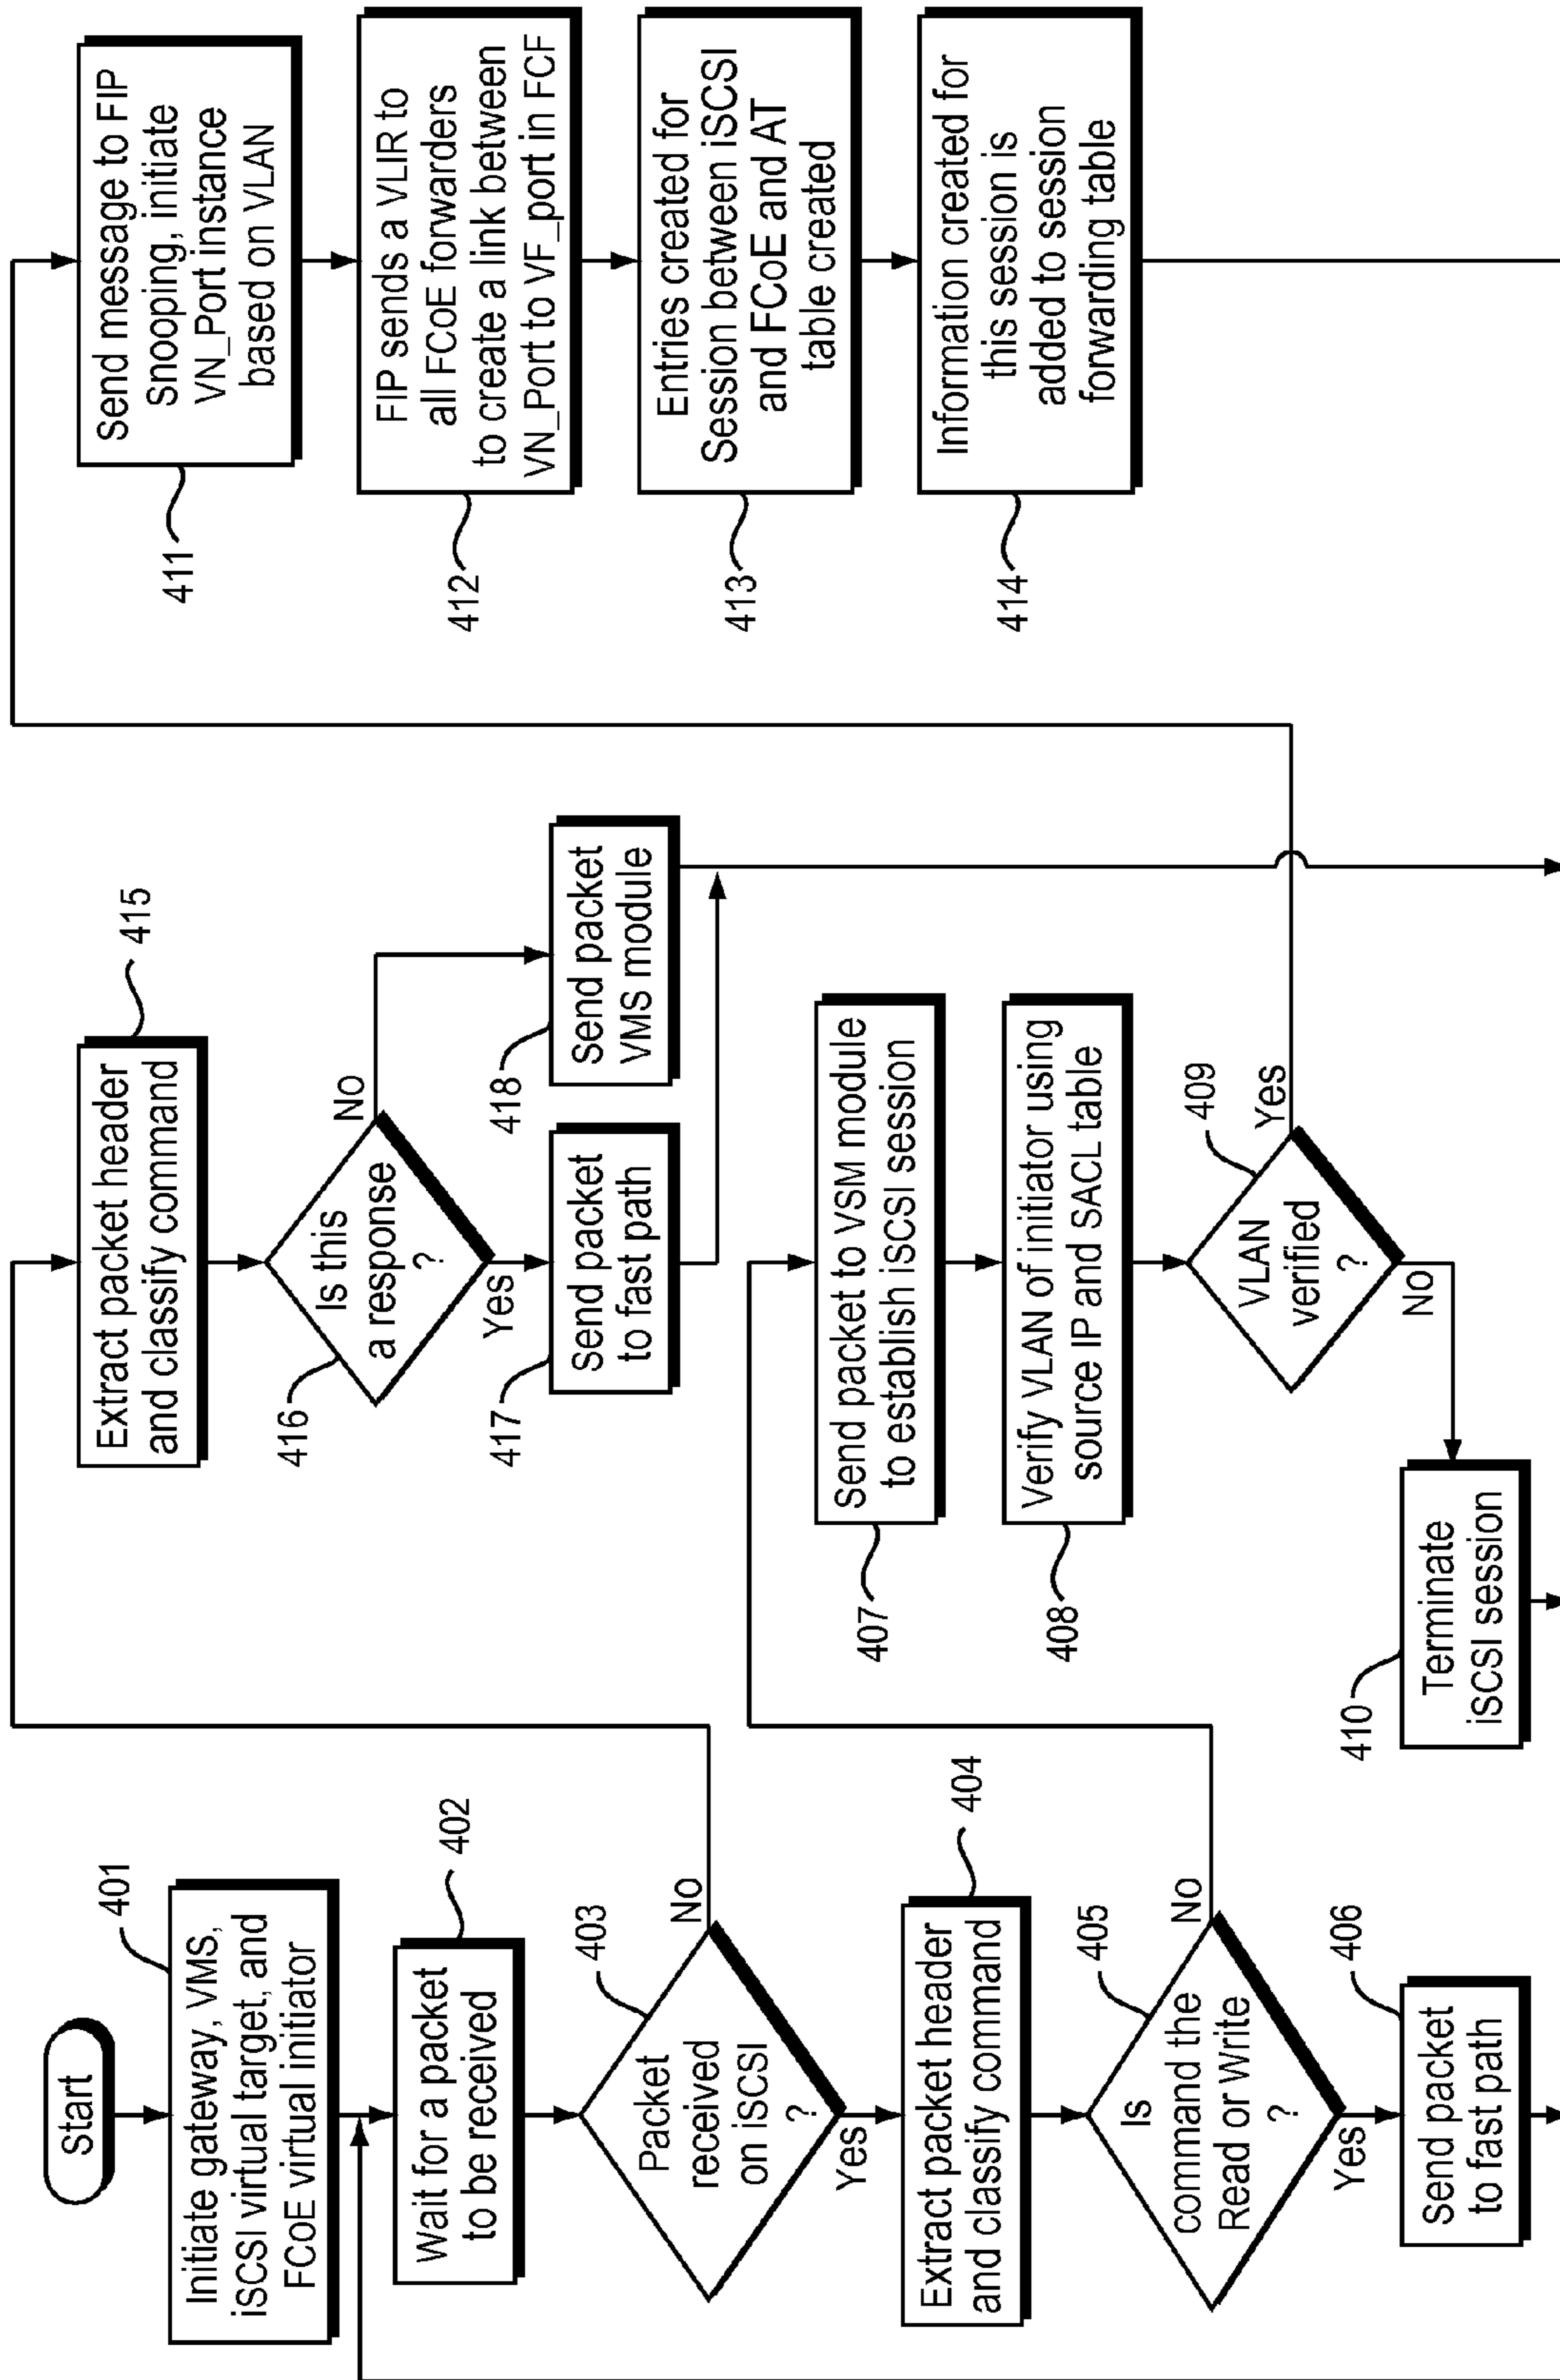 Start
401
Initiate gateway, VMS,
iSCSI virtual target, and
FCoE virtual initiator
402
Wait for a packet
to be received
403
Packet
received
on iSCSI
?
No
Yes
404
Extract packet header
and classify command
405
Is
command the
Read or Write
?
No
Yes
406
Send packet
to fast path
415
Extract packet header
and classify command
416
Is this
a response
?
No
Yes
417
Send packet
to fast path
418
Send packet
VMS module
407
Send packet to VSM module
to establish iSCSI session
408
Verify VLAN of initiator using
source IP and SACL table
409
VLAN
verified
?
Yes
No
410
Terminate
iSCSI session
411
Send message to FIP
Snooping, initiate
VN_Port instance
based on VLAN
412
FIP sends a VLIR to
all FCOE forwarders
to create a link between
VN_Port to VF_port in FCF
413
Entries created for
Session between iSCSI
and FCoE and AT
table created
414
Information created for
this session is
added to session
forwarding table